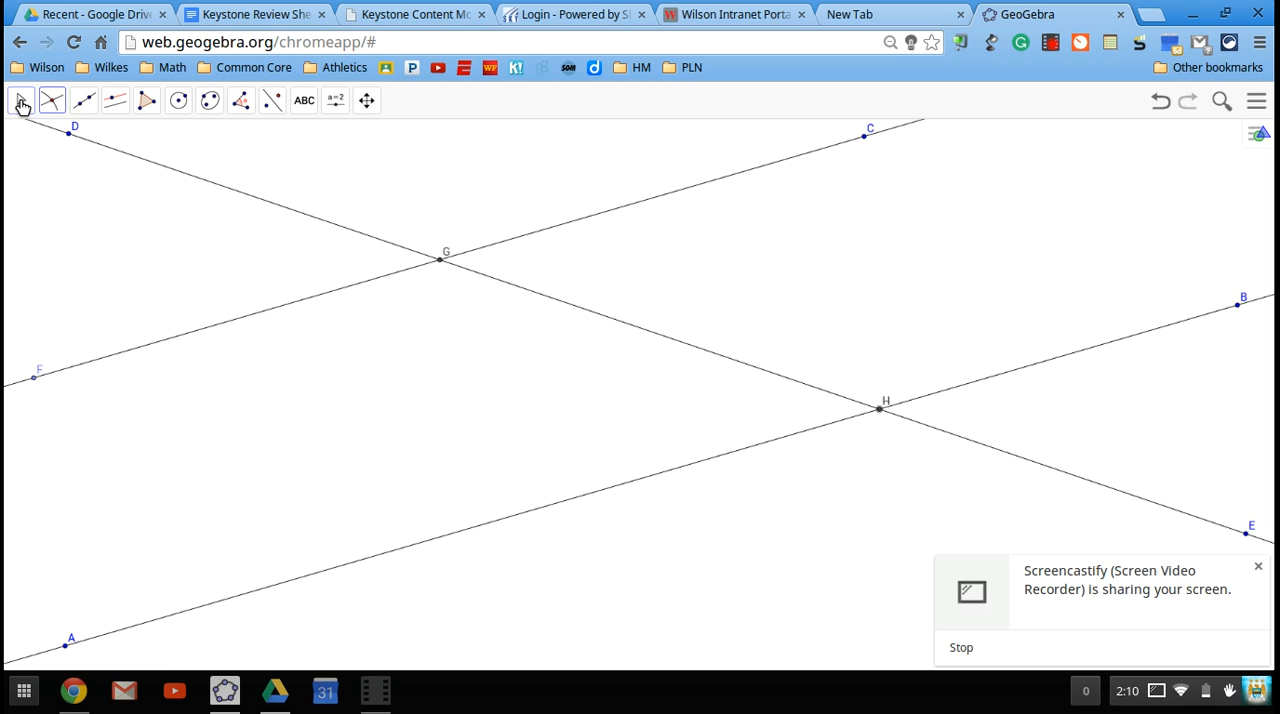 Recent - Google Driv
Keystone Review She
Keystone Content Mo
Login - Powered by S
Wilson Intranet Porta
New Tab
GeoGebra
web.geogebra.org/chromeapp/#
Wilson
Wilkes
Math
Common Core
Athletics
HM
PLN
Other bookmarks
ABC
a=2
D
C
G
B
F
H
E
Screencastify (Screen Video
Recorder) is sharing your screen.
Stop
A
31
0
2:10